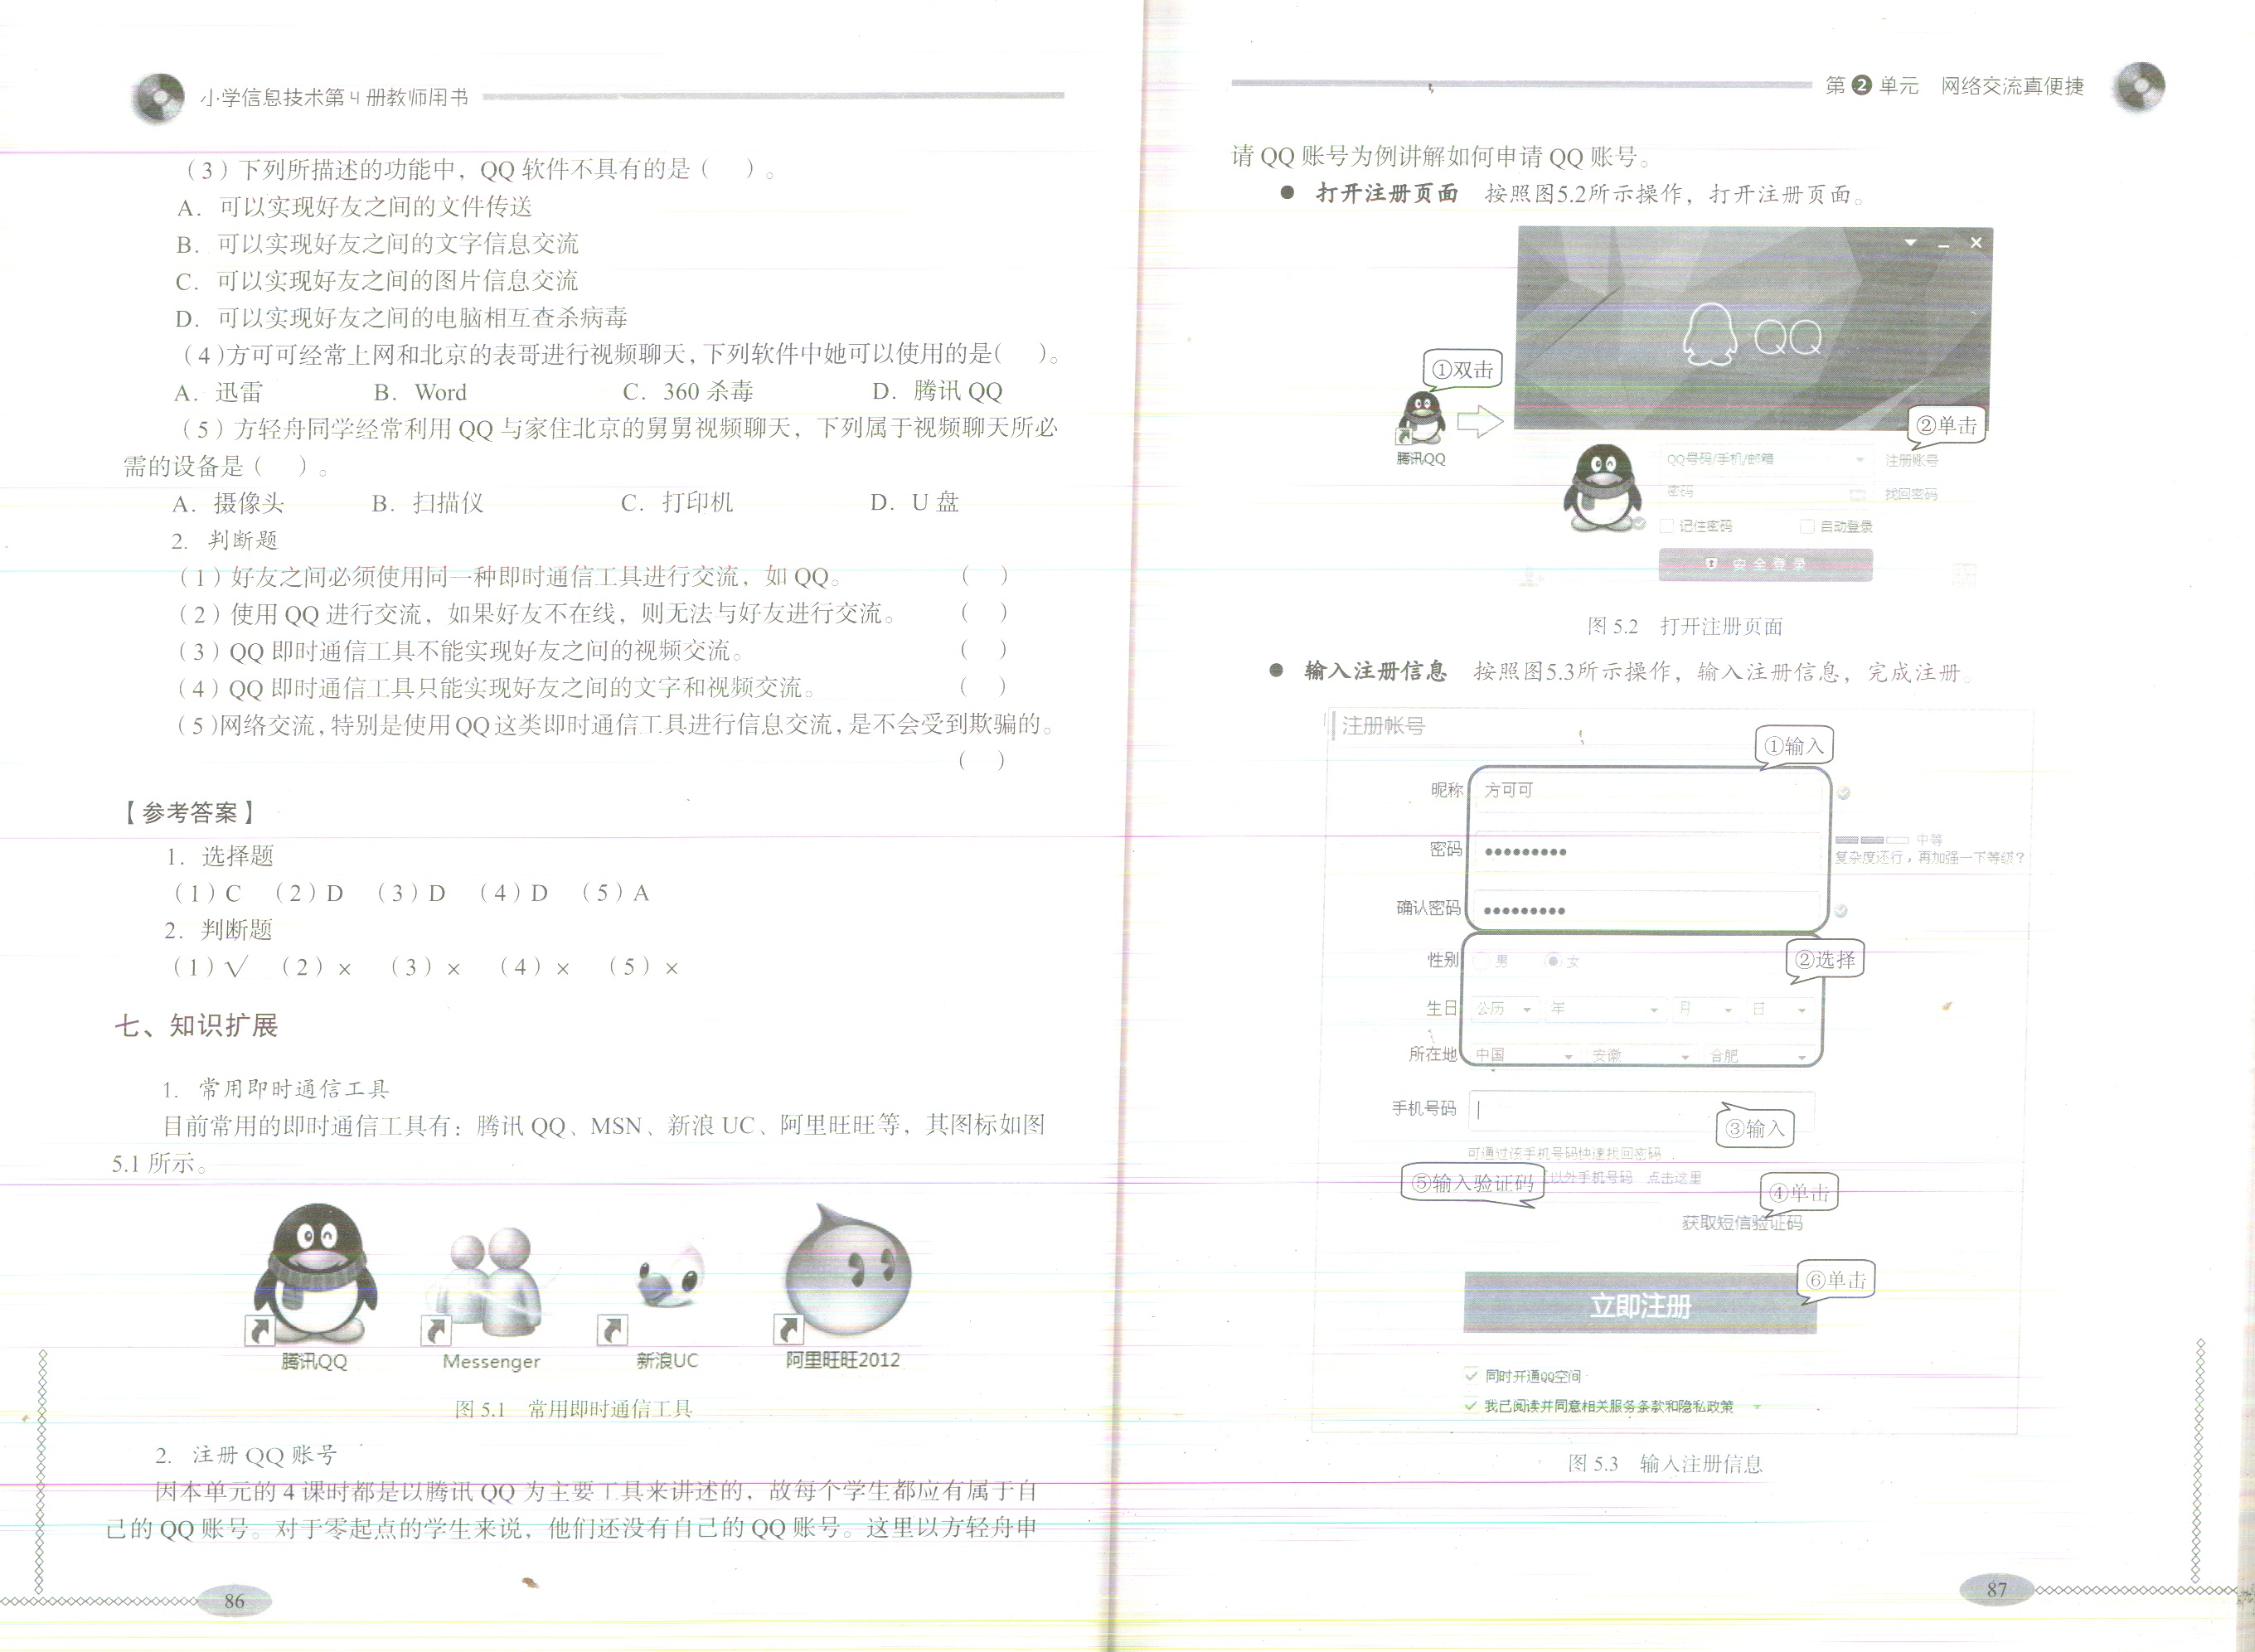 小学信息技术第4册教师用书
（3）下列所描述的功能中，QQ 软件不具有的是（　）。
A．可以实现好友之间的文件传送
B．可以实现好友之间的文字信息交流
C．可以实现好友之间的图片信息交流
D．可以实现好友之间的电脑相互查杀病毒
（4）方可可经常上网和北京的表哥进行视频聊天，下列软件中她可以使用的是（　）。
A．迅雷　B．Word　C．360 杀毒　D．腾讯 QQ
（5）方轻舟同学经常利用 QQ 与家住北京的舅舅视频聊天，下列属于视频聊天所必
需的设备是（　）。
A．摄像头　B．扫描仪　C．打印机　D．U 盘
2．判断题
（1）好友之间必须使用同一种即时通信工具进行交流，如 QQ。（　）
（2）使用 QQ 进行交流，如果好友不在线，则无法与好友进行交流。（　）
（3）QQ 即时通信工具不能实现好友之间的视频交流。（　）
（4）QQ 即时通信工具只能实现好友之间的文字和视频交流。（　）
（5）网络交流，特别是使用QQ这类即时通信工具进行信息交流，是不会受到欺骗的。
（　）
【参考答案】
1．选择题
（1）C　（2）D　（3）D　（4）D　（5）A
2．判断题
（1）√　（2）×　（3）×　（4）×　（5）×
七、知识扩展
1．常用即时通信工具
目前常用的即时通信工具有：腾讯 QQ、MSN、新浪 UC、阿里旺旺等，其图标如图
5.1 所示。
腾讯QQ　Messenger　新浪UC　阿里旺旺2012
图 5.1　常用即时通信工具
2．注册 QQ 账号
因本单元的 4 课时都是以腾讯 QQ 为主要工具来讲述的，故每个学生都应有属于自
己的 QQ 账号。对于零起点的学生来说，他们还没有自己的 QQ 账号。这里以方轻舟申
86
第2单元　网络交流真便捷
请 QQ 账号为例讲解如何申请 QQ 账号。
● 打开注册页面　按照图5.2所示操作，打开注册页面。
QQ
①双击
腾讯QQ
②单击
QQ号码/手机/邮箱　注册账号
密码　找回密码
记住密码　自动登录
安全登录
图 5.2　打开注册页面
● 输入注册信息　按照图5.3所示操作，输入注册信息，完成注册。
注册帐号
①输入
昵称　方可可
密码　●●●●●●●●●　中等
复杂度还行，再加强一下等级？
确认密码　●●●●●●●●●
性别　男　女
②选择
生日　公历　年　月　日
所在地　中国　安徽　合肥
手机号码
③输入
可通过该手机号码快速找回密码
⑤输入验证码　以外手机号码　点击这里
④单击
获取短信验证码
⑥单击
立即注册
同时开通QQ空间
我已阅读并同意相关服务条款和隐私政策
图 5.3　输入注册信息
87